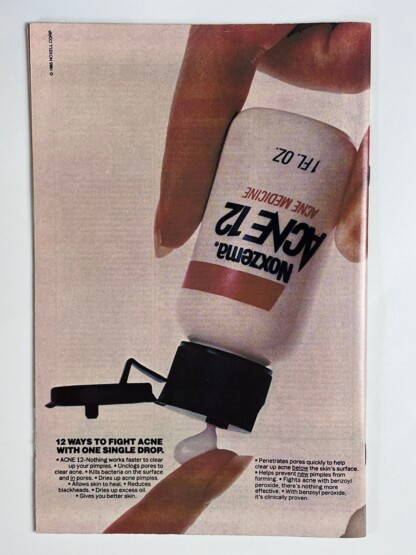 © 1985 NOXELL CORP.
1 FL. OZ.
ACNE MEDICINE
ACNE 12
Noxzema.
12 WAYS TO FIGHT ACNE
WITH ONE SINGLE DROP.
• ACNE 12-Nothing works faster to clear
up your pimples. • Unclogs pores to
clear acne. • Kills bacteria on the surface
and in pores. • Dries up acne pimples.
• Allows skin to heal. • Reduces
blackheads. • Dries up excess oil.
• Gives you better skin.
• Penetrates pores quickly to help
clear up acne below the skin's surface.
• Helps prevent new pimples from
forming. • Fights acne with benzoyl
peroxide, there's nothing more
effective. • With benzoyl peroxide,
it's clinically proven.